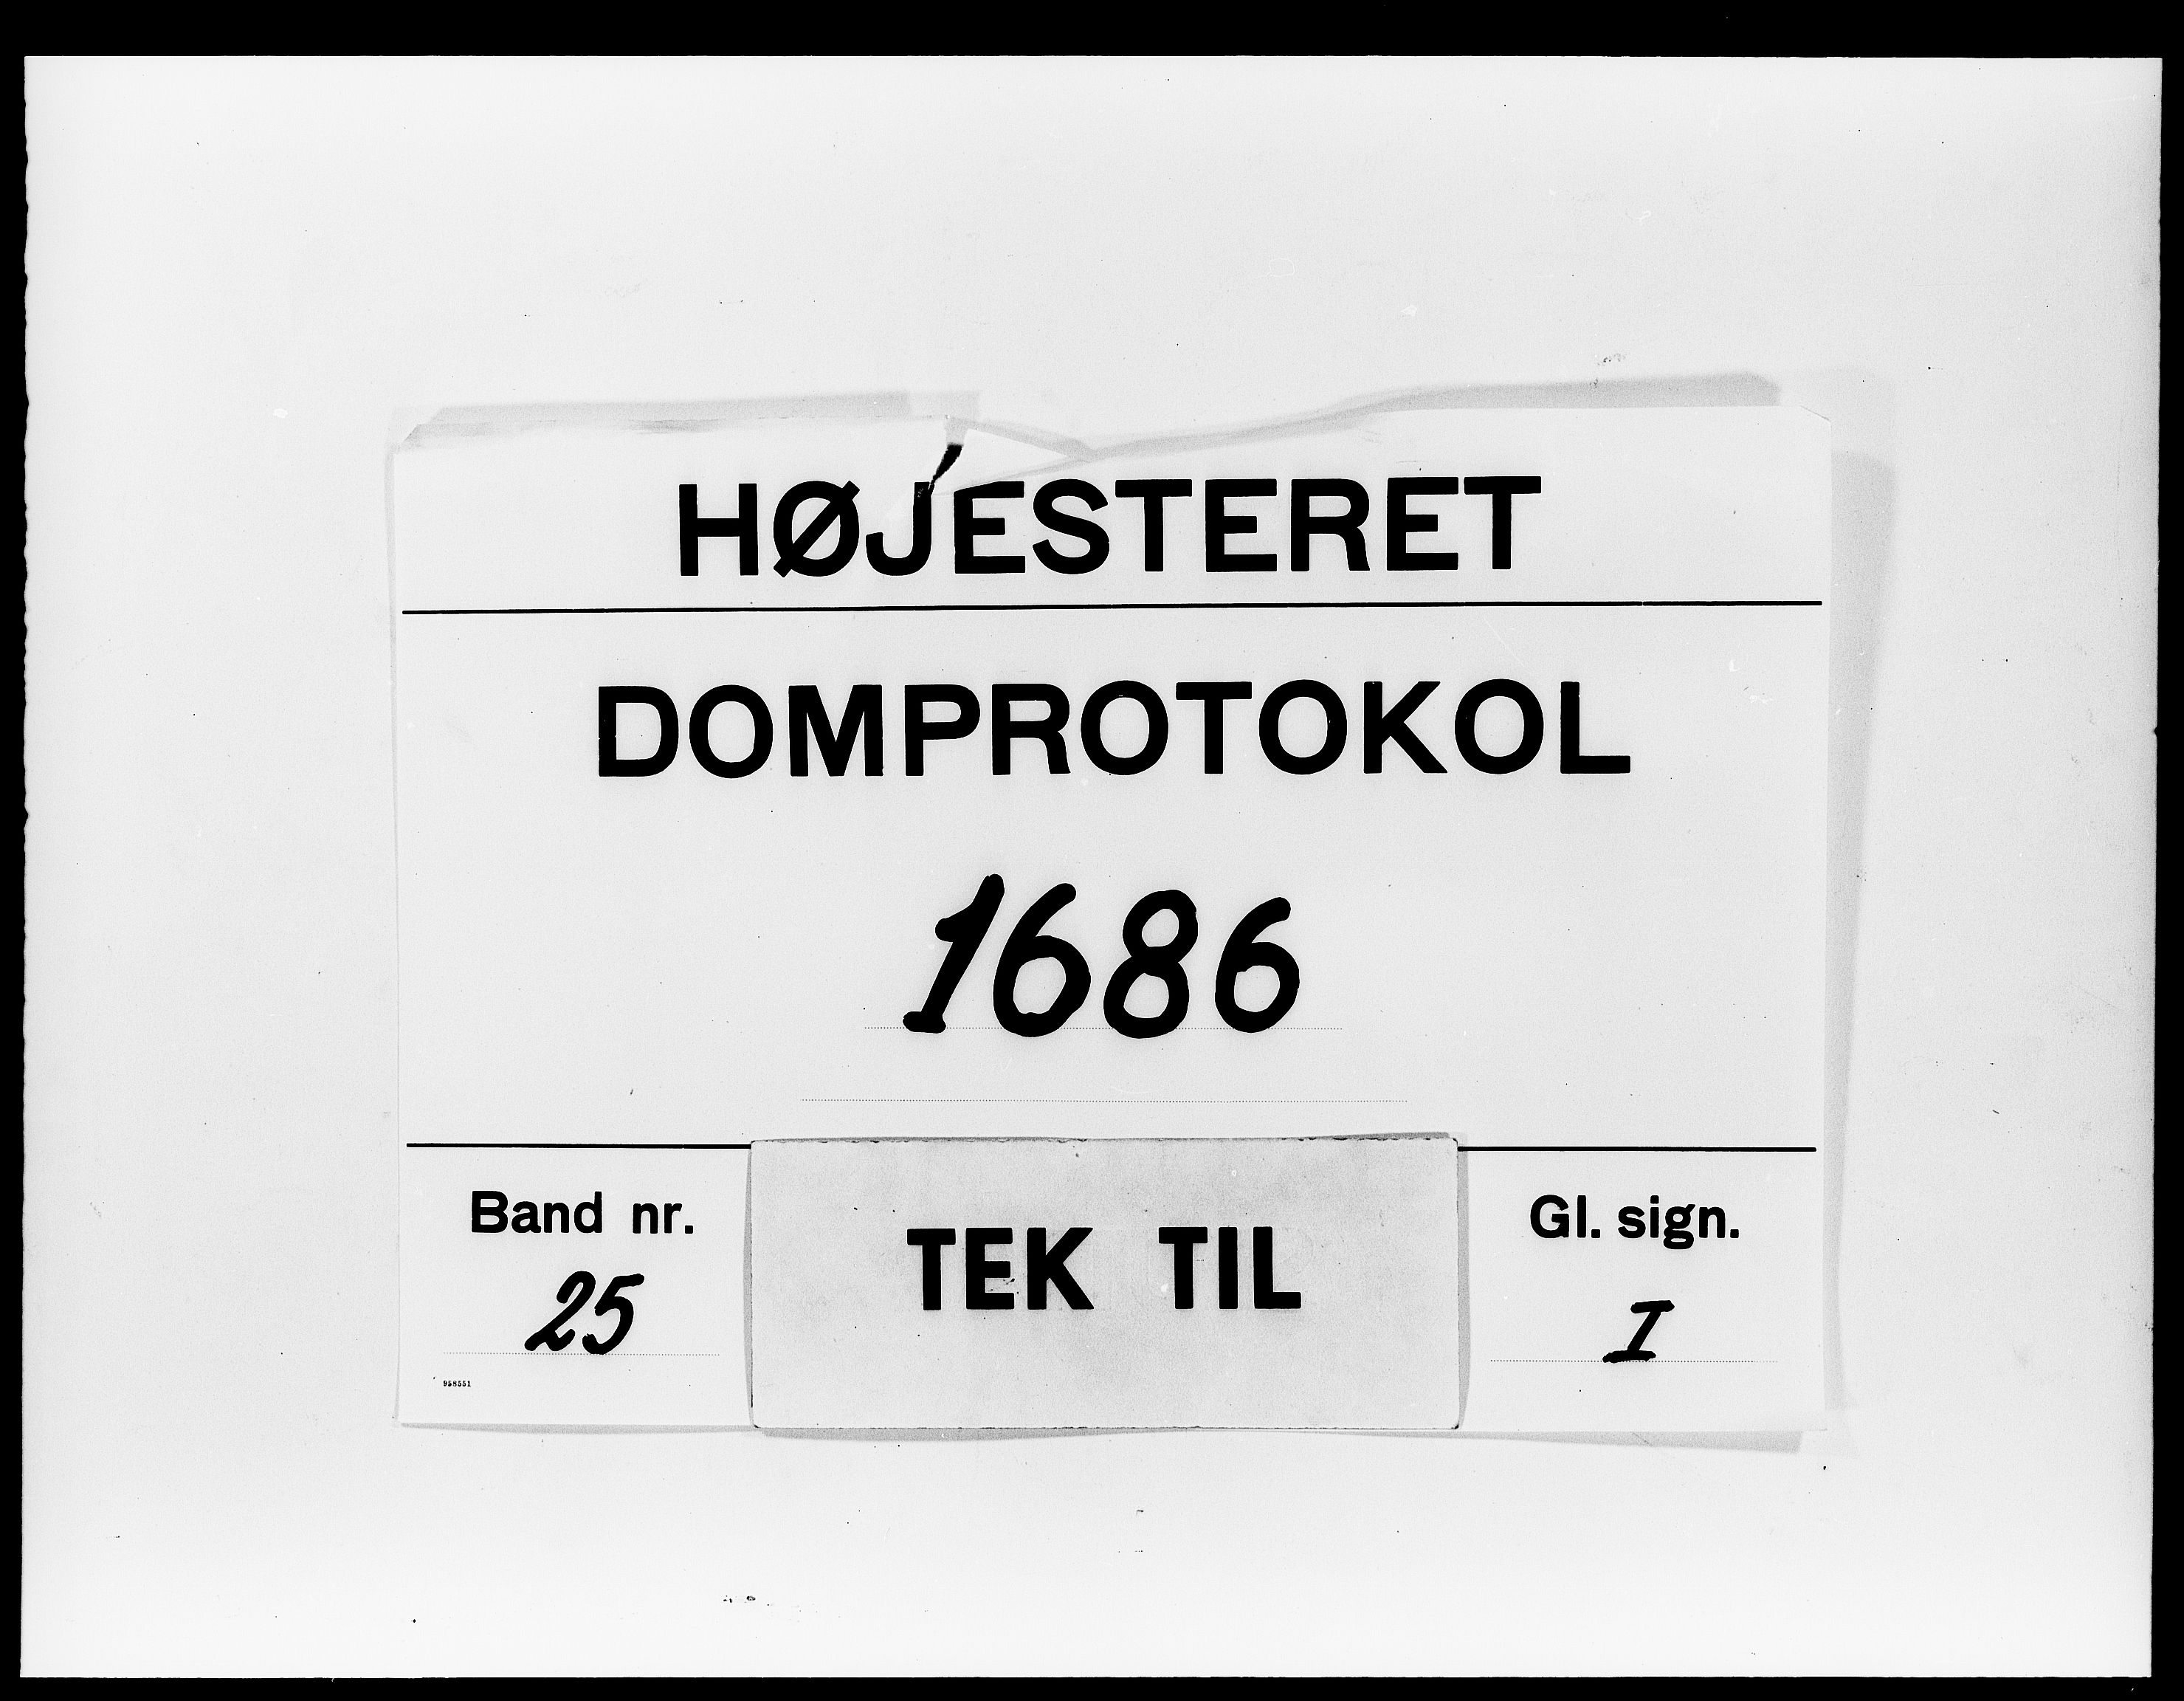 HØJESTERET
DOMPROTOKOL
1686
Band nr.
25
958551
TEK TIL
Gl. sign.
I